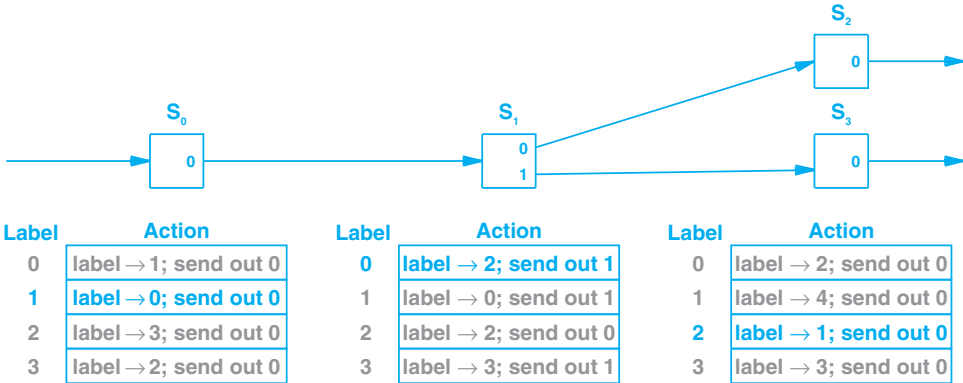 S₂
0
S₀
S₁
S₃
0
0
1
0
Label Action Label Action Label Action
0 label → 1; send out 0 0 label → 2; send out 1 0 label → 2; send out 0
1 label → 0; send out 0 1 label → 0; send out 1 1 label → 4; send out 0
2 label → 3; send out 0 2 label → 2; send out 0 2 label → 1; send out 0
3 label → 2; send out 0 3 label → 3; send out 1 3 label → 3; send out 0